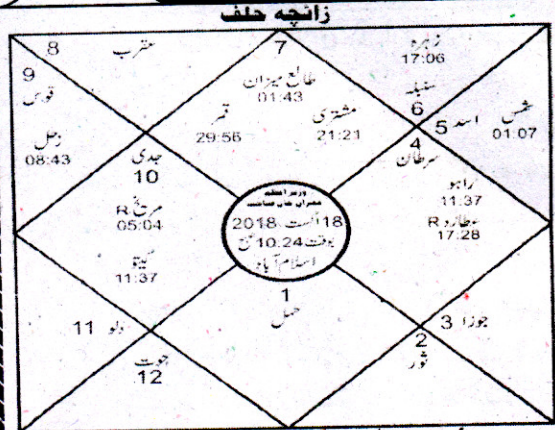 زائچہ حلف
8
عقرب
7
طالع میزان
01:43
قمر
29:56
مشتری
21:21
زہرہ
17:06
سنبلہ
6
5 اسد
شمس
01:07
9
قوس
زحل
08:43
جدی
10
مریخ R
05:04
کیتو
11:37
4
سرطان
راہو
11.37
عطارد R
17:28
وزیراعظم
عمران خان صاحب
18 اگست 2018
بوقت 10.24 صبح
اسلام آباد
1
حمل
11 دلو
حوت
12
3 جوزا
2
ثور